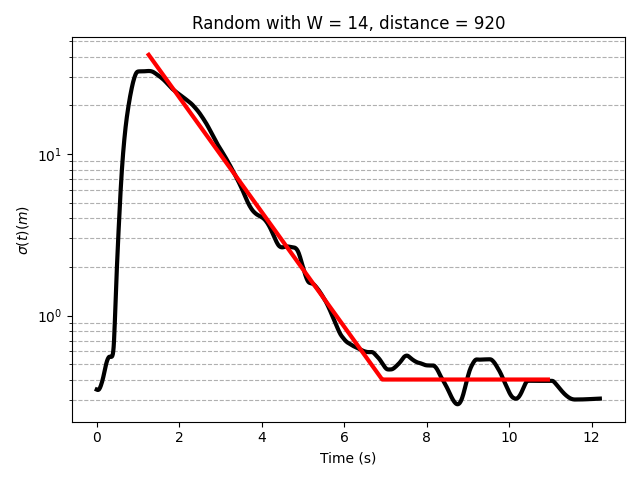 Random with W = 14, distance = 920
σ(t)(m)
10¹
10⁰
0 2 4 6 8 10 12
Time (s)